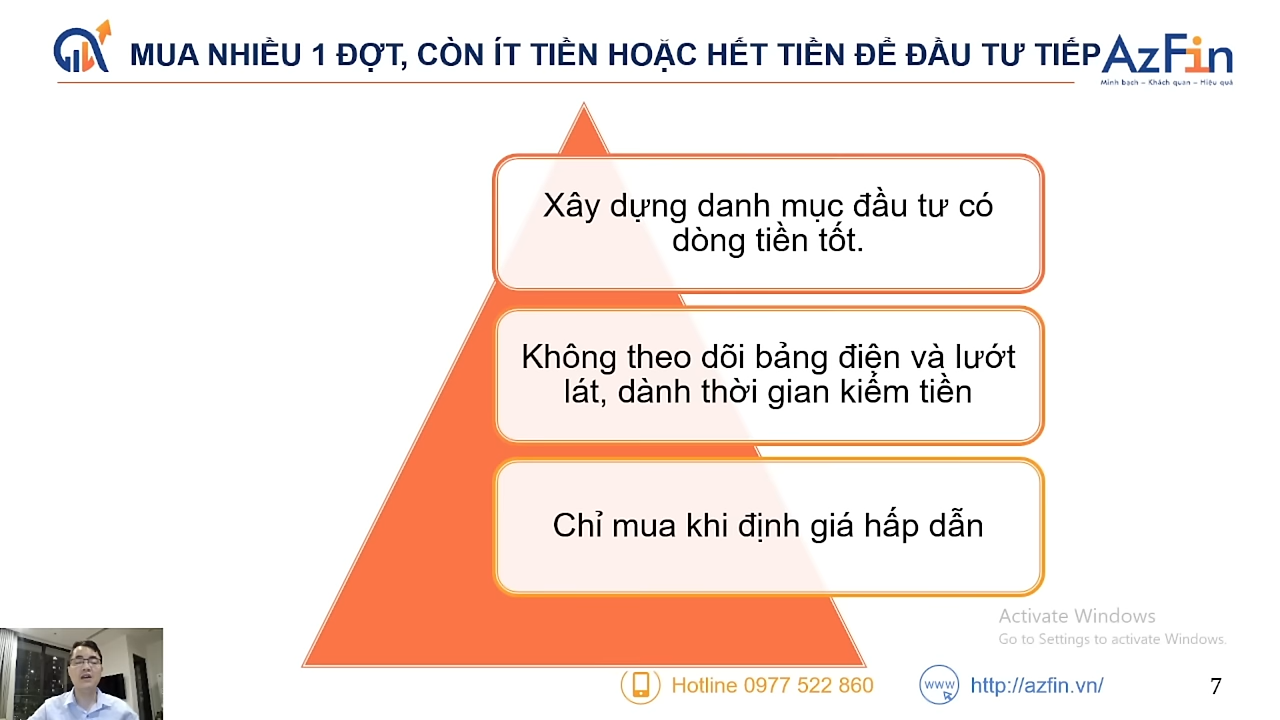 MUA NHIỀU 1 ĐỢT, CÒN ÍT TIỀN HOẶC HẾT TIỀN ĐỂ ĐẦU TƯ TIẾP
AzFin
Minh bạch – Khách quan – Hiệu quả
Xây dựng danh mục đầu tư có
dòng tiền tốt.
Không theo dõi bảng điện và lướt
lát, dành thời gian kiểm tiền
Chỉ mua khi định giá hấp dẫn
Activate Windows
Go to Settings to activate Windows.
Hotline 0977 522 860
www
http://azfin.vn/
7